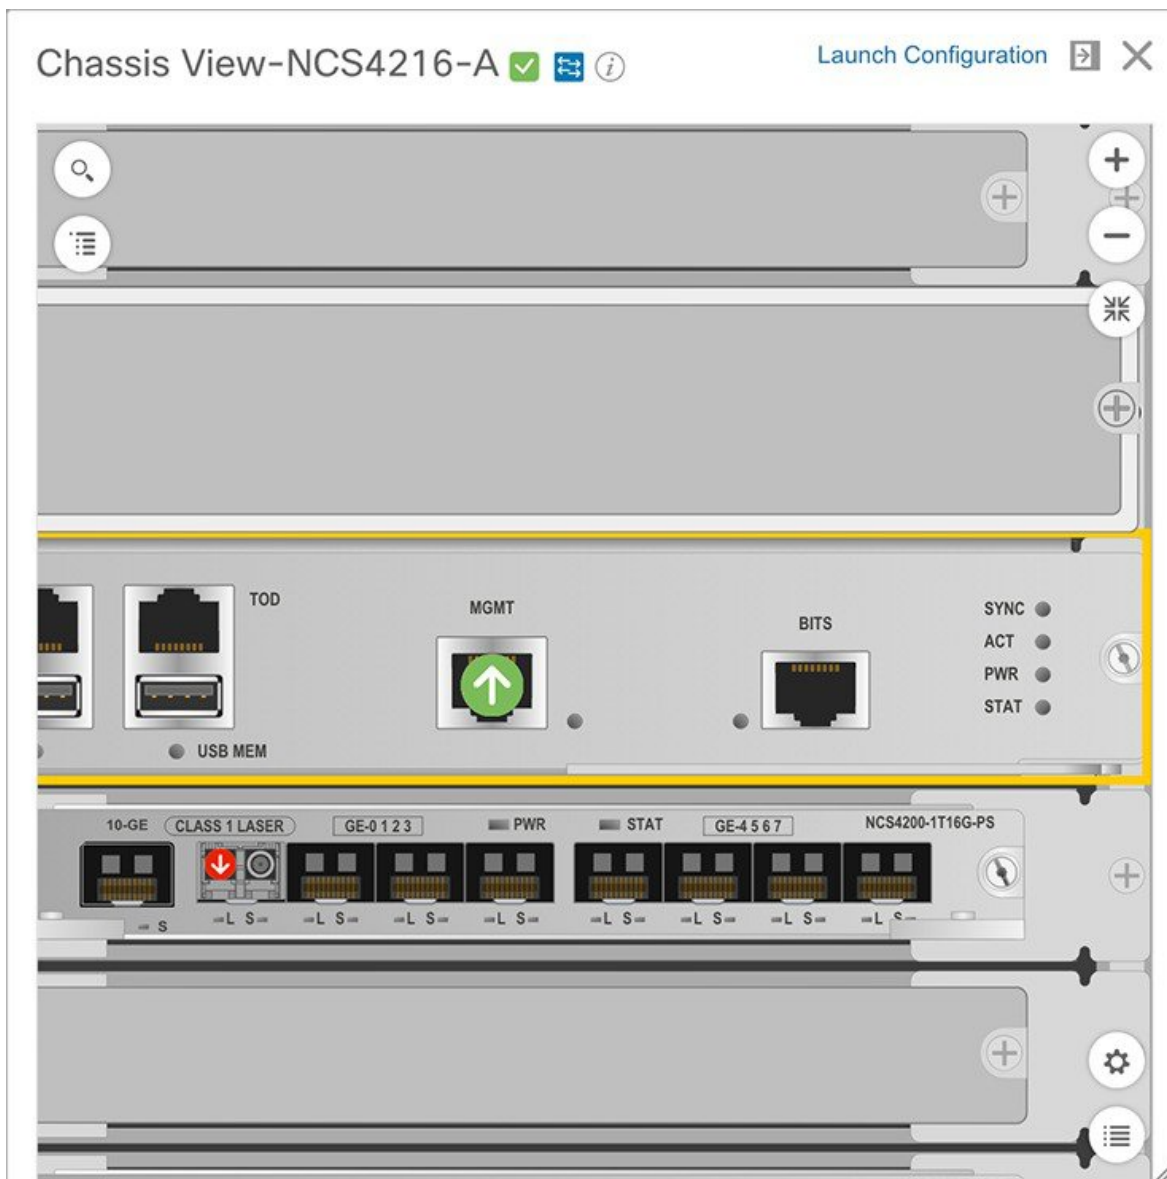 Chassis View-NCS4216-A
Launch Configuration
TOD
MGMT
BITS
SYNC
ACT
PWR
STAT
USB MEM
10-GE CLASS 1 LASER GE-0 1 2 3 PWR STAT GE-4 5 6 7 NCS4200-1T16G-PS
S L S L S L S L S L S L S L S L S